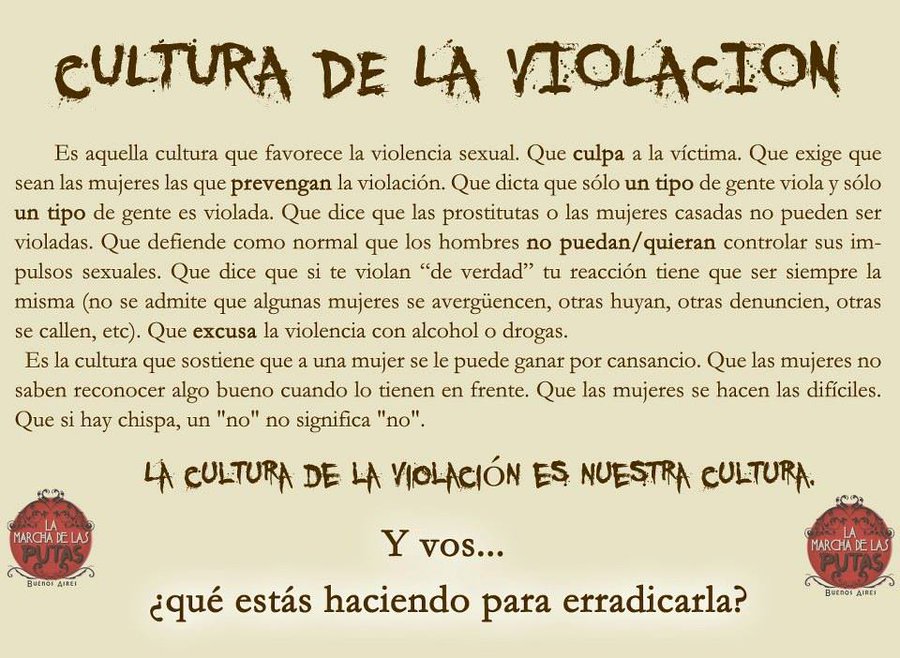 CULTURA DE LA VIOLACION
Es aquella cultura que favorece la violencia sexual. Que culpa a la víctima. Que exige que
sean las mujeres las que prevengan la violación. Que dicta que sólo un tipo de gente viola y sólo
un tipo de gente es violada. Que dice que las prostitutas o las mujeres casadas no pueden ser
violadas. Que defiende como normal que los hombres no puedan/quieran controlar sus im-
pulsos sexuales. Que dice que si te violan “de verdad” tu reacción tiene que ser siempre la
misma (no se admite que algunas mujeres se avergüencen, otras huyan, otras denuncien, otras
se callen, etc). Que excusa la violencia con alcohol o drogas.
Es la cultura que sostiene que a una mujer se le puede ganar por cansancio. Que las mujeres no
saben reconocer algo bueno cuando lo tienen en frente. Que las mujeres se hacen las difíciles.
Que si hay chispa, un "no" no significa "no".
LA CULTURA DE LA VIOLACIÓN ES NUESTRA CULTURA.
Y vos...
¿qué estás haciendo para erradicarla?
LA
MARCHA DE LAS
PUTAS
BUENOS AIRES
LA
MARCHA DE LAS
PUTAS
BUENOS AIRES